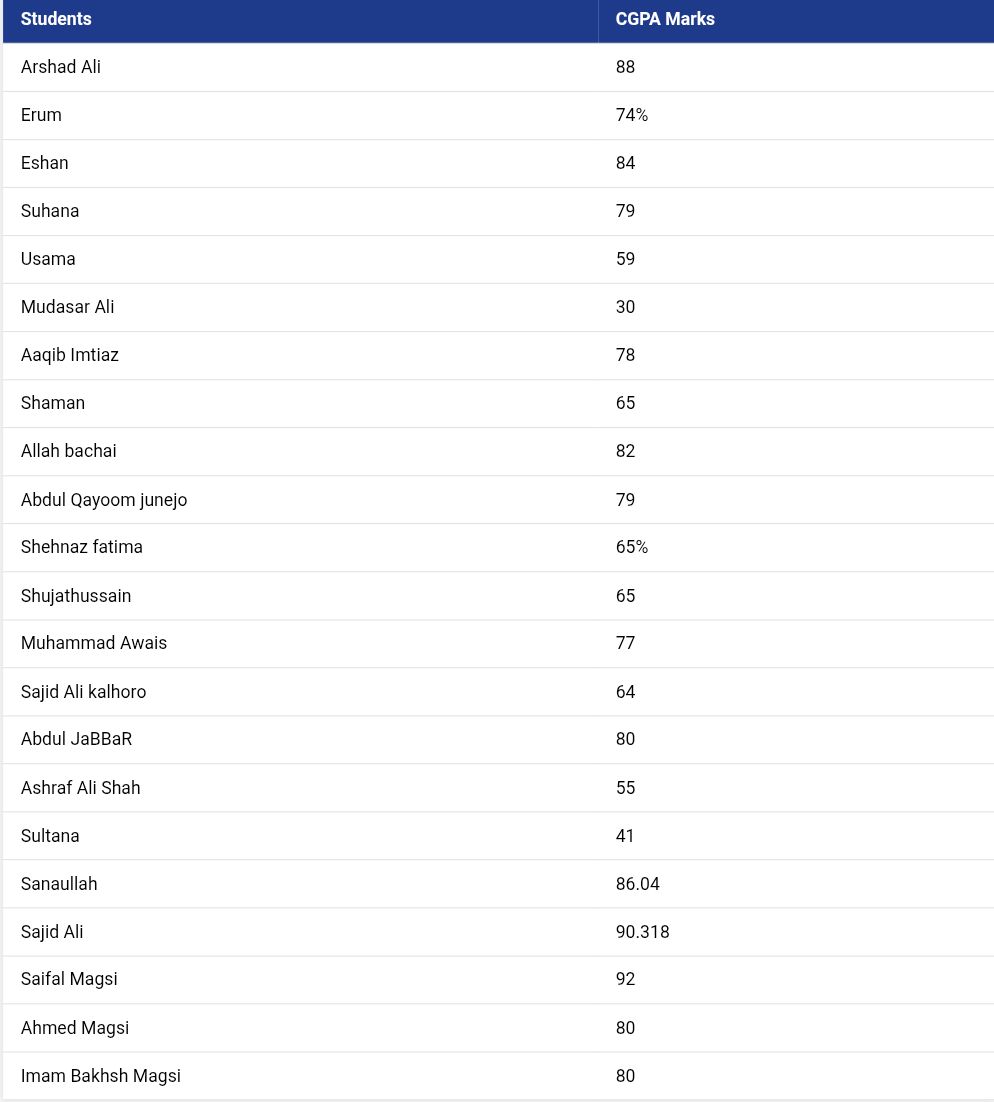 Students CGPA Marks
Arshad Ali 88
Erum 74%
Eshan 84
Suhana 79
Usama 59
Mudasar Ali 30
Aaqib Imtiaz 78
Shaman 65
Allah bachai 82
Abdul Qayoom junejo 79
Shehnaz fatima 65%
Shujathussain 65
Muhammad Awais 77
Sajid Ali kalhoro 64
Abdul JaBBaR 80
Ashraf Ali Shah 55
Sultana 41
Sanaullah 86.04
Sajid Ali 90.318
Saifal Magsi 92
Ahmed Magsi 80
Imam Bakhsh Magsi 80